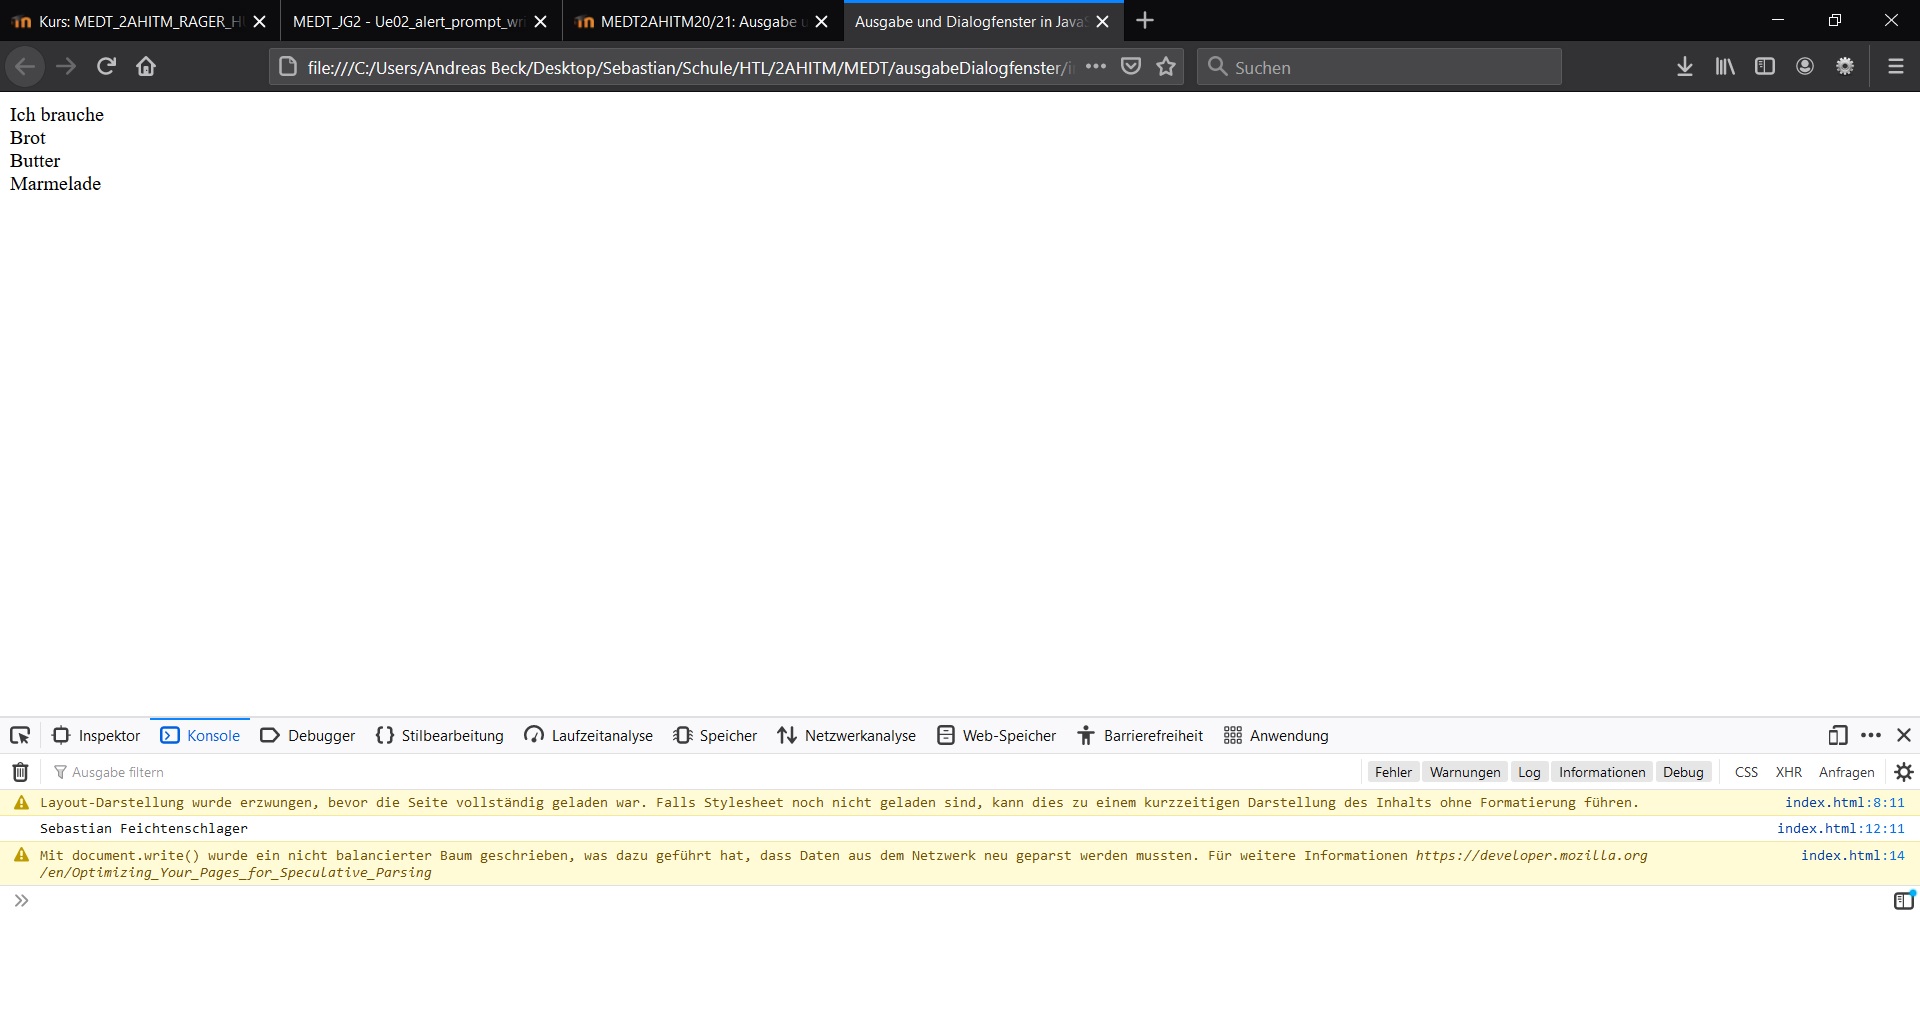 Kurs: MEDT_2AHITM_RAGER_H
MEDT_JG2 - Ue02_alert_prompt_wri
MEDT2AHITM20/21: Ausgabe u
Ausgabe und Dialogfenster in JavaS
file:///C:/Users/Andreas Beck/Desktop/Sebastian/Schule/HTL/2AHITM/MEDT/ausgabeDialogfenster/i
Suchen
Ich brauche
Brot
Butter
Marmelade
Inspektor Konsole Debugger Stilbearbeitung Laufzeitanalyse Speicher Netzwerkanalyse Web-Speicher Barrierefreiheit Anwendung
Ausgabe filtern Fehler Warnungen Log Informationen Debug CSS XHR Anfragen
Layout-Darstellung wurde erzwungen, bevor die Seite vollständig geladen war. Falls Stylesheet noch nicht geladen sind, kann dies zu einem kurzzeitigen Darstellung des Inhalts ohne Formatierung führen. index.html:8:11
Sebastian Feichtenschlager index.html:12:11
Mit document.write() wurde ein nicht balancierter Baum geschrieben, was dazu geführt hat, dass Daten aus dem Netzwerk neu geparst werden mussten. Für weitere Informationen https://developer.mozilla.org index.html:14
/en/Optimizing_Your_Pages_for_Speculative_Parsing